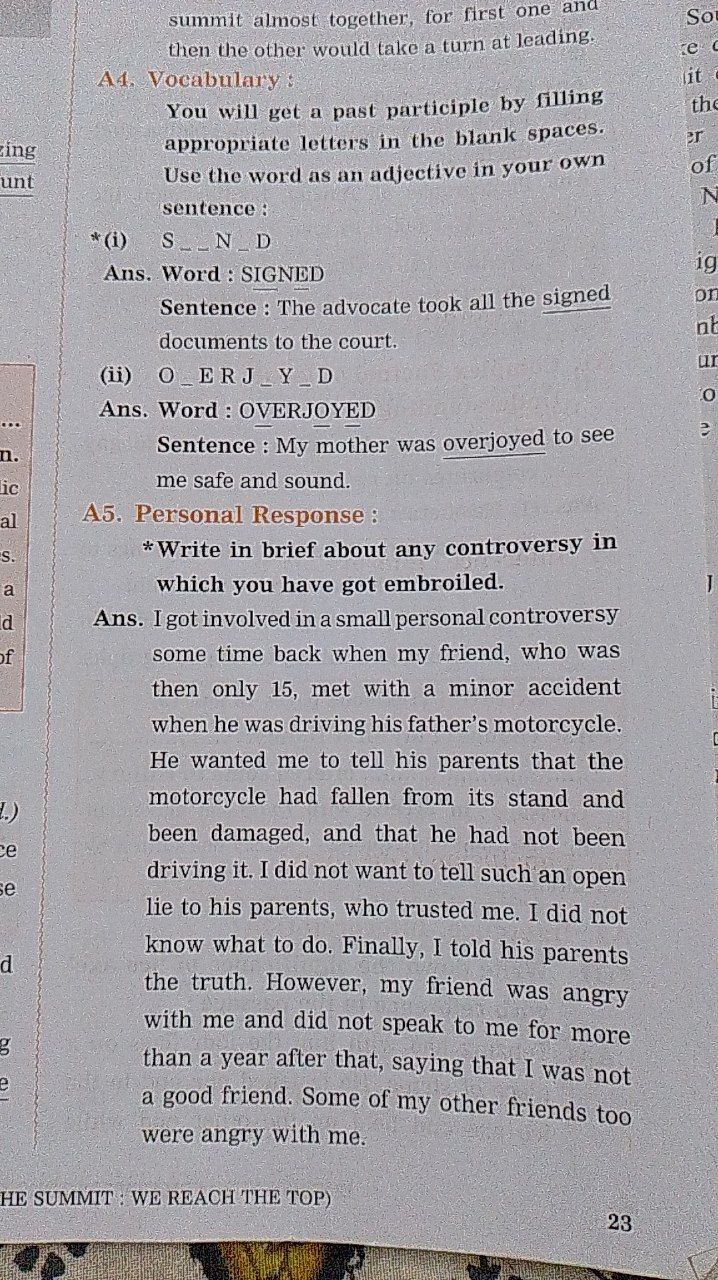 summit almost together, for first one and
then the other would take a turn at leading.
A4. Vocabulary :
You will get a past participle by filling
appropriate letters in the blank spaces.
Use the word as an adjective in your own
sentence :
*(i) S _ _ N _ D
Ans. Word : SIGNED
Sentence : The advocate took all the signed
documents to the court.
(ii) O _ E R J _ Y _ D
Ans. Word : OVERJOYED
Sentence : My mother was overjoyed to see
me safe and sound.
A5. Personal Response :
*Write in brief about any controversy in
which you have got embroiled.
Ans. I got involved in a small personal controversy
some time back when my friend, who was
then only 15, met with a minor accident
when he was driving his father's motorcycle.
He wanted me to tell his parents that the
motorcycle had fallen from its stand and
been damaged, and that he had not been
driving it. I did not want to tell such an open
lie to his parents, who trusted me. I did not
know what to do. Finally, I told his parents
the truth. However, my friend was angry
with me and did not speak to me for more
than a year after that, saying that I was not
a good friend. Some of my other friends too
were angry with me.
HE SUMMIT : WE REACH THE TOP)
23